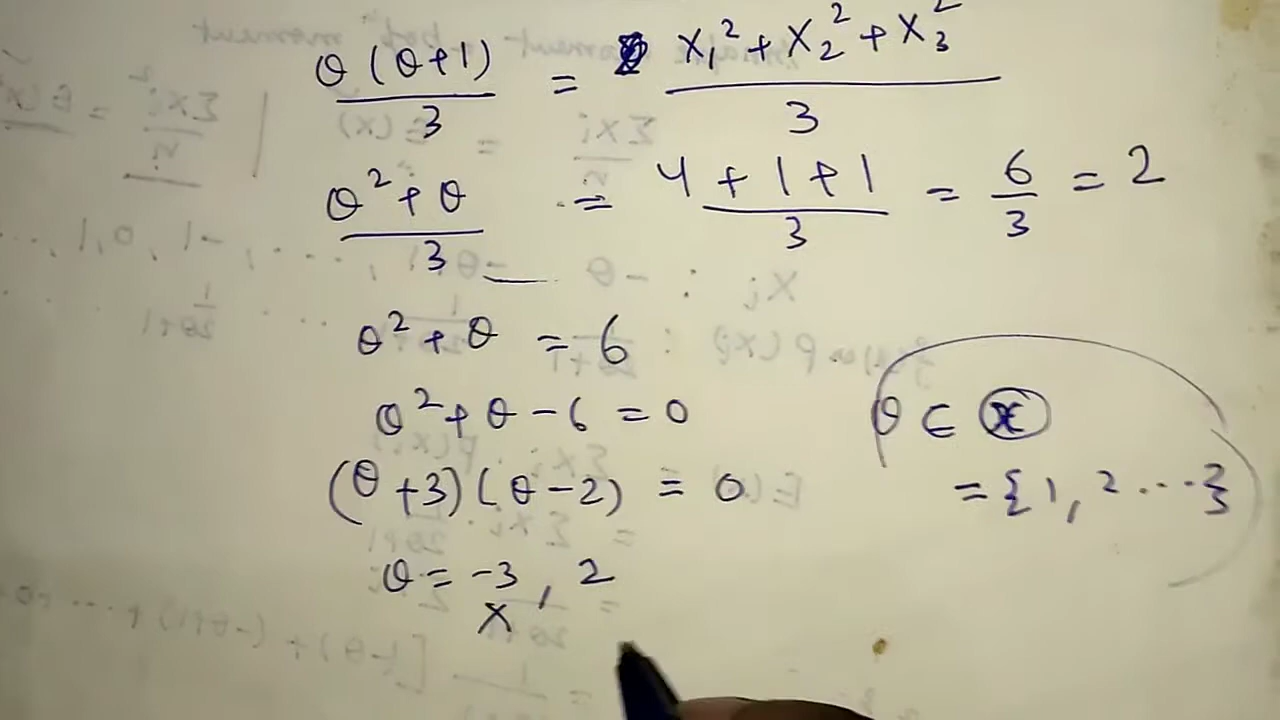 θ(θ+1)/3 = (X₁² + X₂² + X₃²)/3
(θ² + θ)/3 = (4 + 1 + 1)/3 = 6/3 = 2
θ² + θ = 6
θ² + θ - 6 = 0
(θ + 3)(θ - 2) = 0
θ = -3, 2
x
θ ∈
= {1, 2 ... }